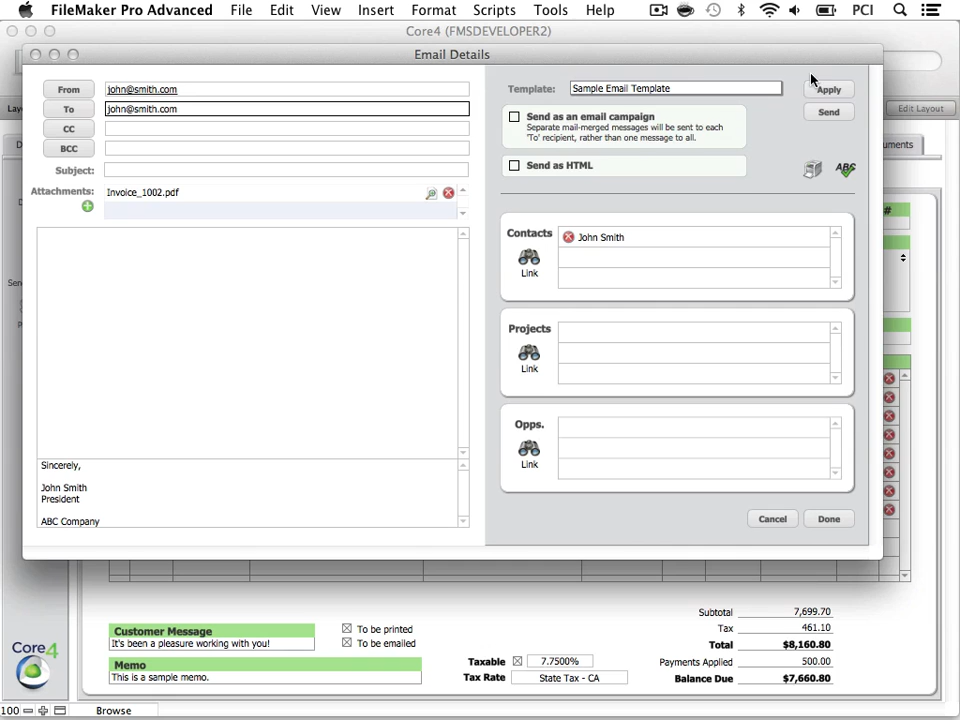 FileMaker Pro Advanced File Edit View Insert Format Scripts Tools Help PCI
Core4 (FMSDEVELOPER2)
Email Details
From john@smith.com
To john@smith.com
CC
BCC
Subject:
Attachments: Invoice_1002.pdf
Template: Sample Email Template
Apply
Send as an email campaign
Separate mail-merged messages will be sent to each
'To' recipient, rather than one message to all.
Send
Send as HTML
ABC
Edit Layout
Contacts
John Smith
Link
Projects
Link
Opps.
Link
Sincerely,
John Smith
President
ABC Company
Cancel Done
#
Customer Message
It's been a pleasure working with you!
To be printed
To be emailed
Memo
This is a sample memo.
Taxable 7.7500%
Tax Rate State Tax - CA
Subtotal 7,699.70
Tax 461.10
Total $8,160.80
Payments Applied 500.00
Balance Due $7,660.80
Core4
100 Browse